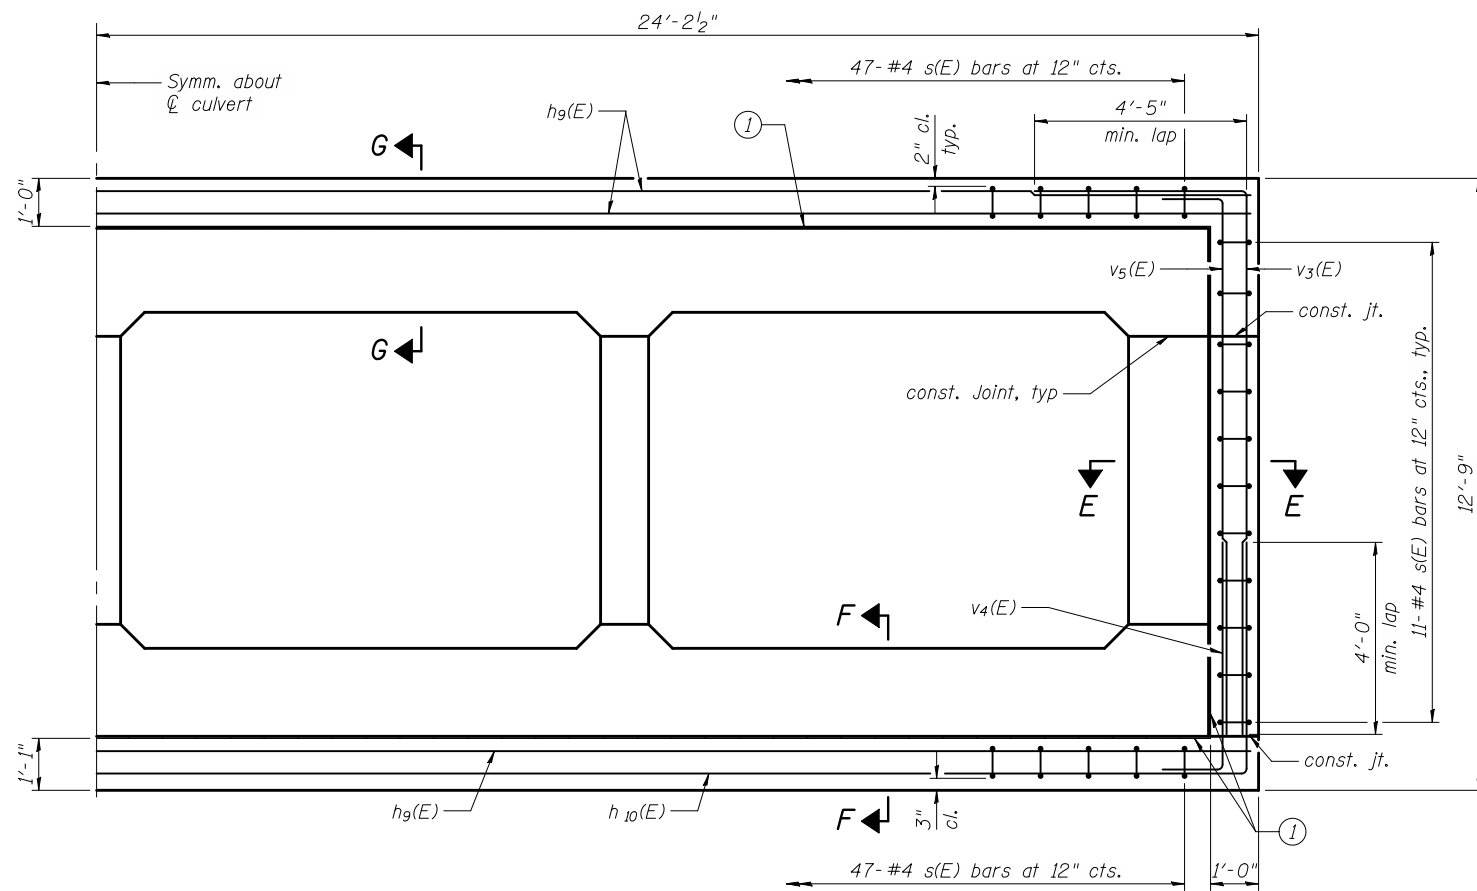 24'-2½"
47-#4 s(E) bars at 12" cts.
Symm. about
℄ culvert
4'-5"
min. lap
h9(E)
1
2" cl.
typ.
G
1'-0"
v5(E)
v3(E)
const. jt.
G
const. Joint, typ
11-#4 s(E) bars at 12" cts., typ.
12'-9"
E
E
v4(E)
F
4'-0"
min. lap
1'-1"
const. jt.
h9(E)
h10(E)
F
3"
cl.
1
47-#4 s(E) bars at 12" cts.
1'-0"